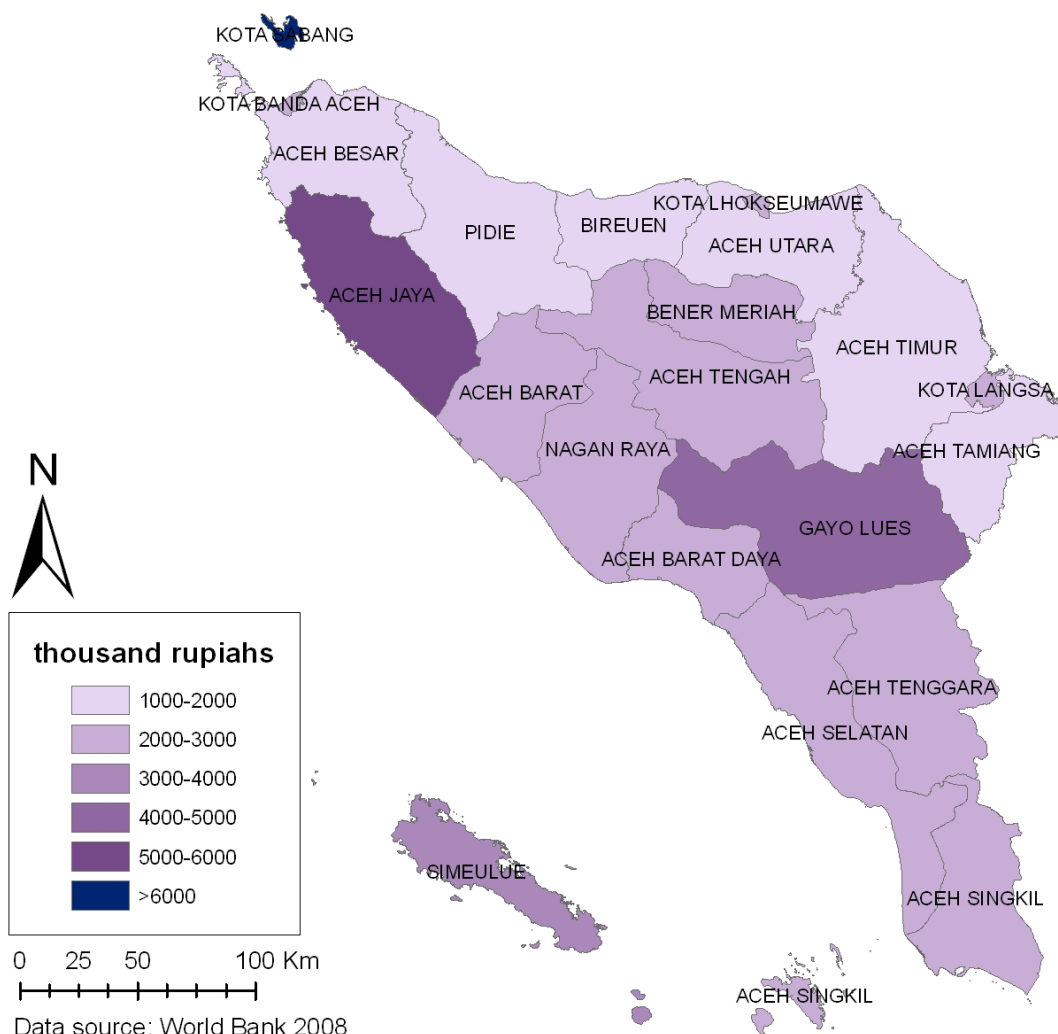 KOTA SABANG
KOTA BANDA ACEH
ACEH BESAR
KOTA LHOKSEUMAWE
PIDIE
BIREUEN
ACEH UTARA
ACEH JAYA
BENER MERIAH
ACEH TIMUR
ACEH TENGAH
ACEH BARAT
KOTA LANGSA
NAGAN RAYA
ACEH TAMIANG
N
GAYO LUES
ACEH BARAT DAYA
thousand rupiahs
1000-2000
2000-3000
3000-4000
4000-5000
5000-6000
>6000
ACEH TENGGARA
ACEH SELATAN
SIMEULUE
ACEH SINGKIL
ACEH SINGKIL
0 25 50 100 Km
Data source: World Bank 2008